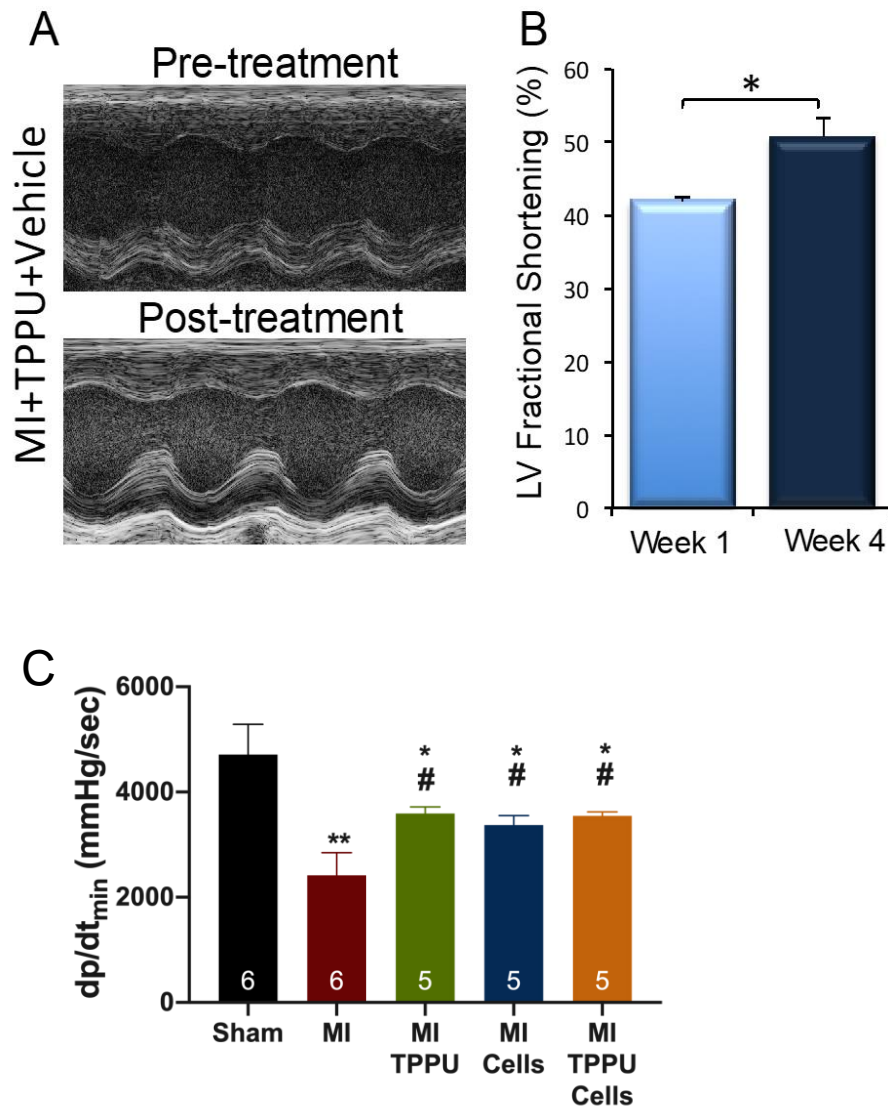 A
Pre-treatment
MI+TPPU+Vehicle
Post-treatment
B
LV Fractional Shortening (%)
60
50
40
30
20
10
0
*
Week 1
Week 4
C
dp/dtmin (mmHg/sec)
6000
4000
2000
0
** 
* * *
# # #
6 6 5 5 5
Sham MI MI MI MI
TPPU Cells TPPU
Cells